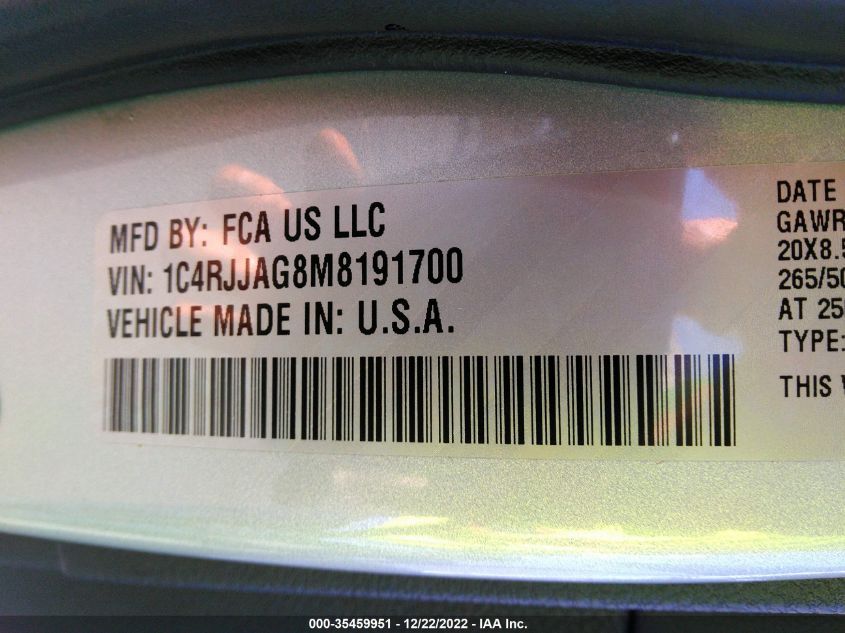 MFD BY: FCA US LLC
VIN: 1C4RJJAG8M8191700
VEHICLE MADE IN: U.S.A.
DATE
GAWR
20X8.5
265/50
AT 25
TYPE:
THIS
000-35459951 - 12/22/2022 - IAA Inc.